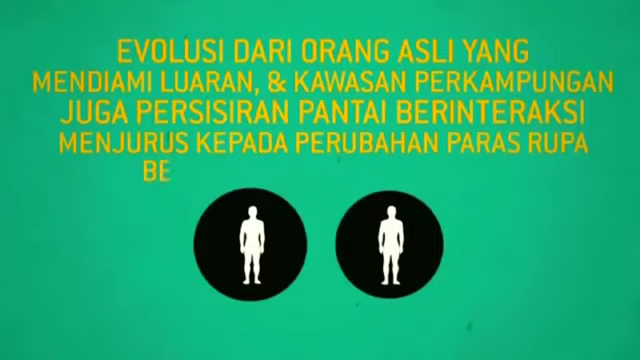 EVOLUSI DARI ORANG ASLI YANG
MENDIAMI LUARAN, & KAWASAN PERKAMPUNGAN
JUGA PERSISIRAN PANTAI BERINTERAKSI
MENJURUS KEPADA PERUBAHAN PARAS RUPA
BE